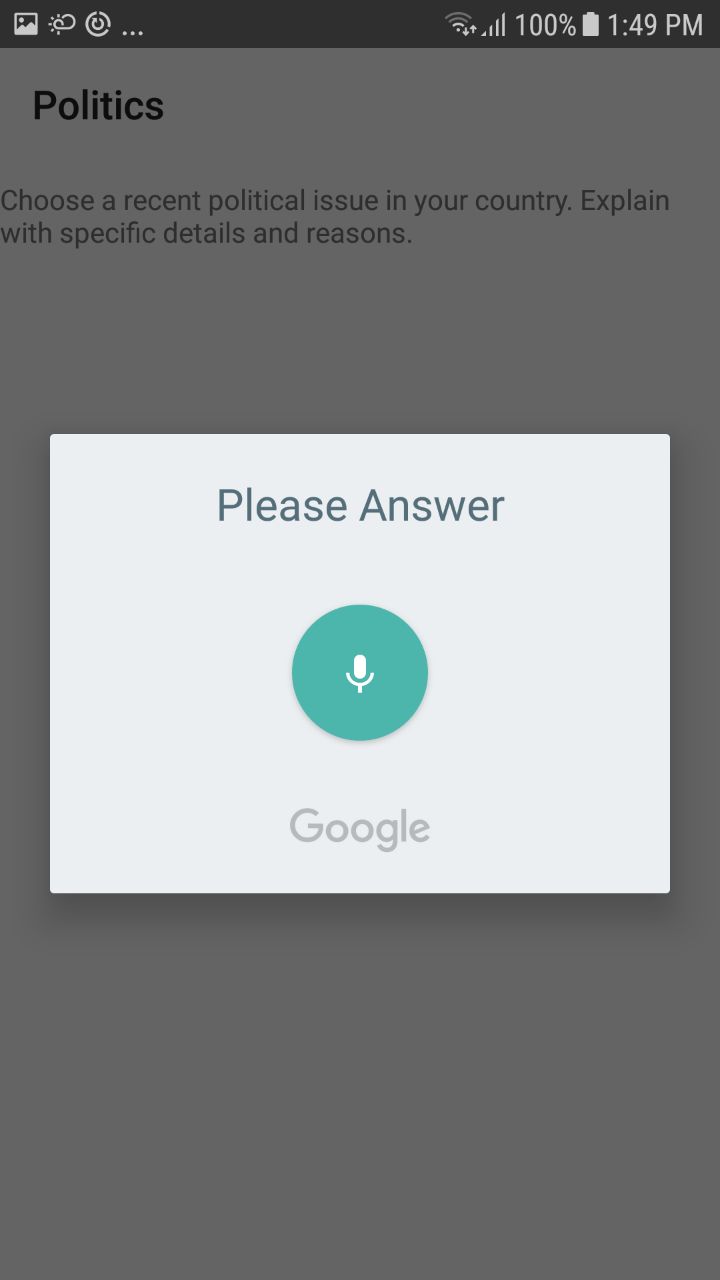 ... 100% 1:49 PM
Politics
Choose a recent political issue in your country. Explain
with specific details and reasons.
Please Answer
Google